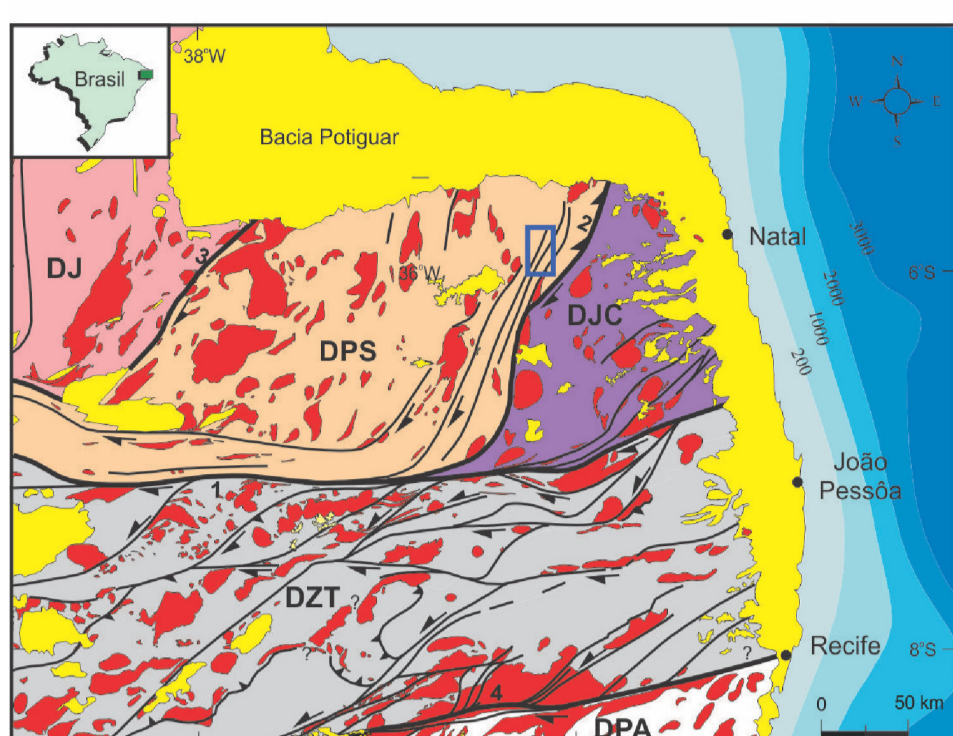 Brasil
38°W
N
W
E
S
Bacia Potiguar
2
Natal
3
3000
DJ
36°W
6°S
2000
DJC
DPS
1000
200
João
Pessôa
1
DZT
?
?
?
Recife
8°S
4
0
50 km
DPA